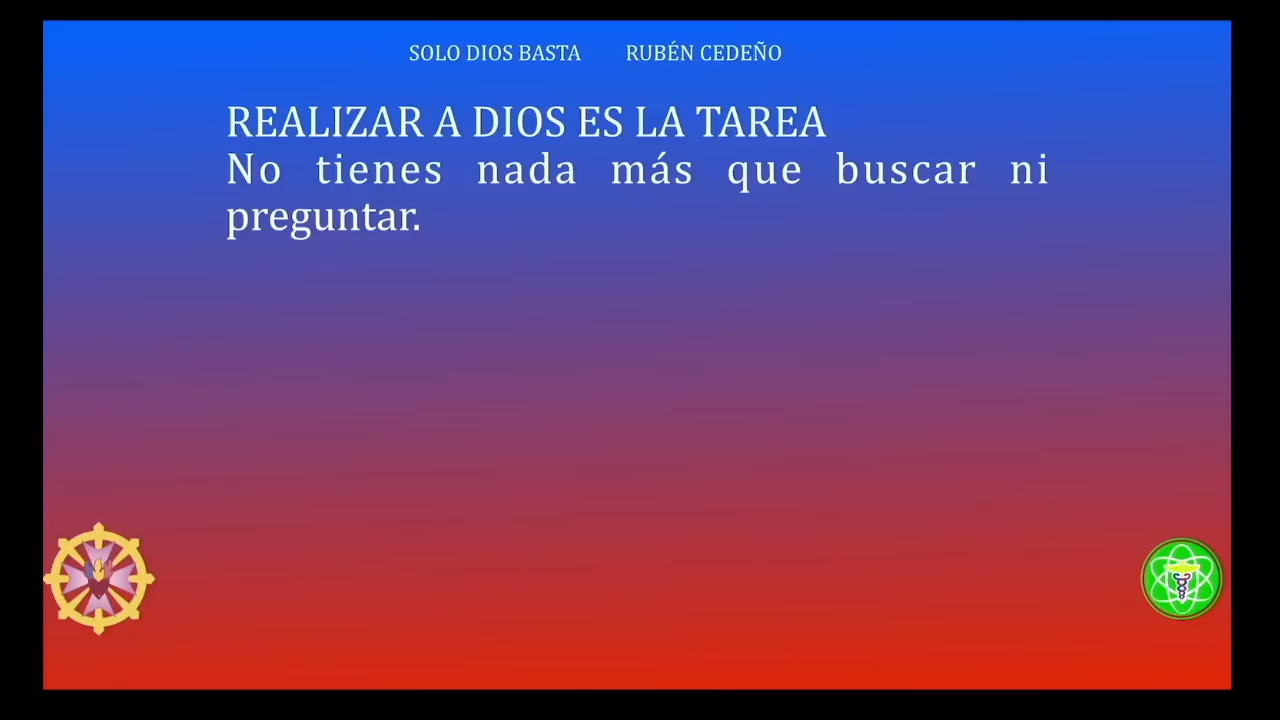 SOLO DIOS BASTA RUBÉN CEDEÑO
REALIZAR A DIOS ES LA TAREA
No tienes nada más que buscar ni
preguntar.